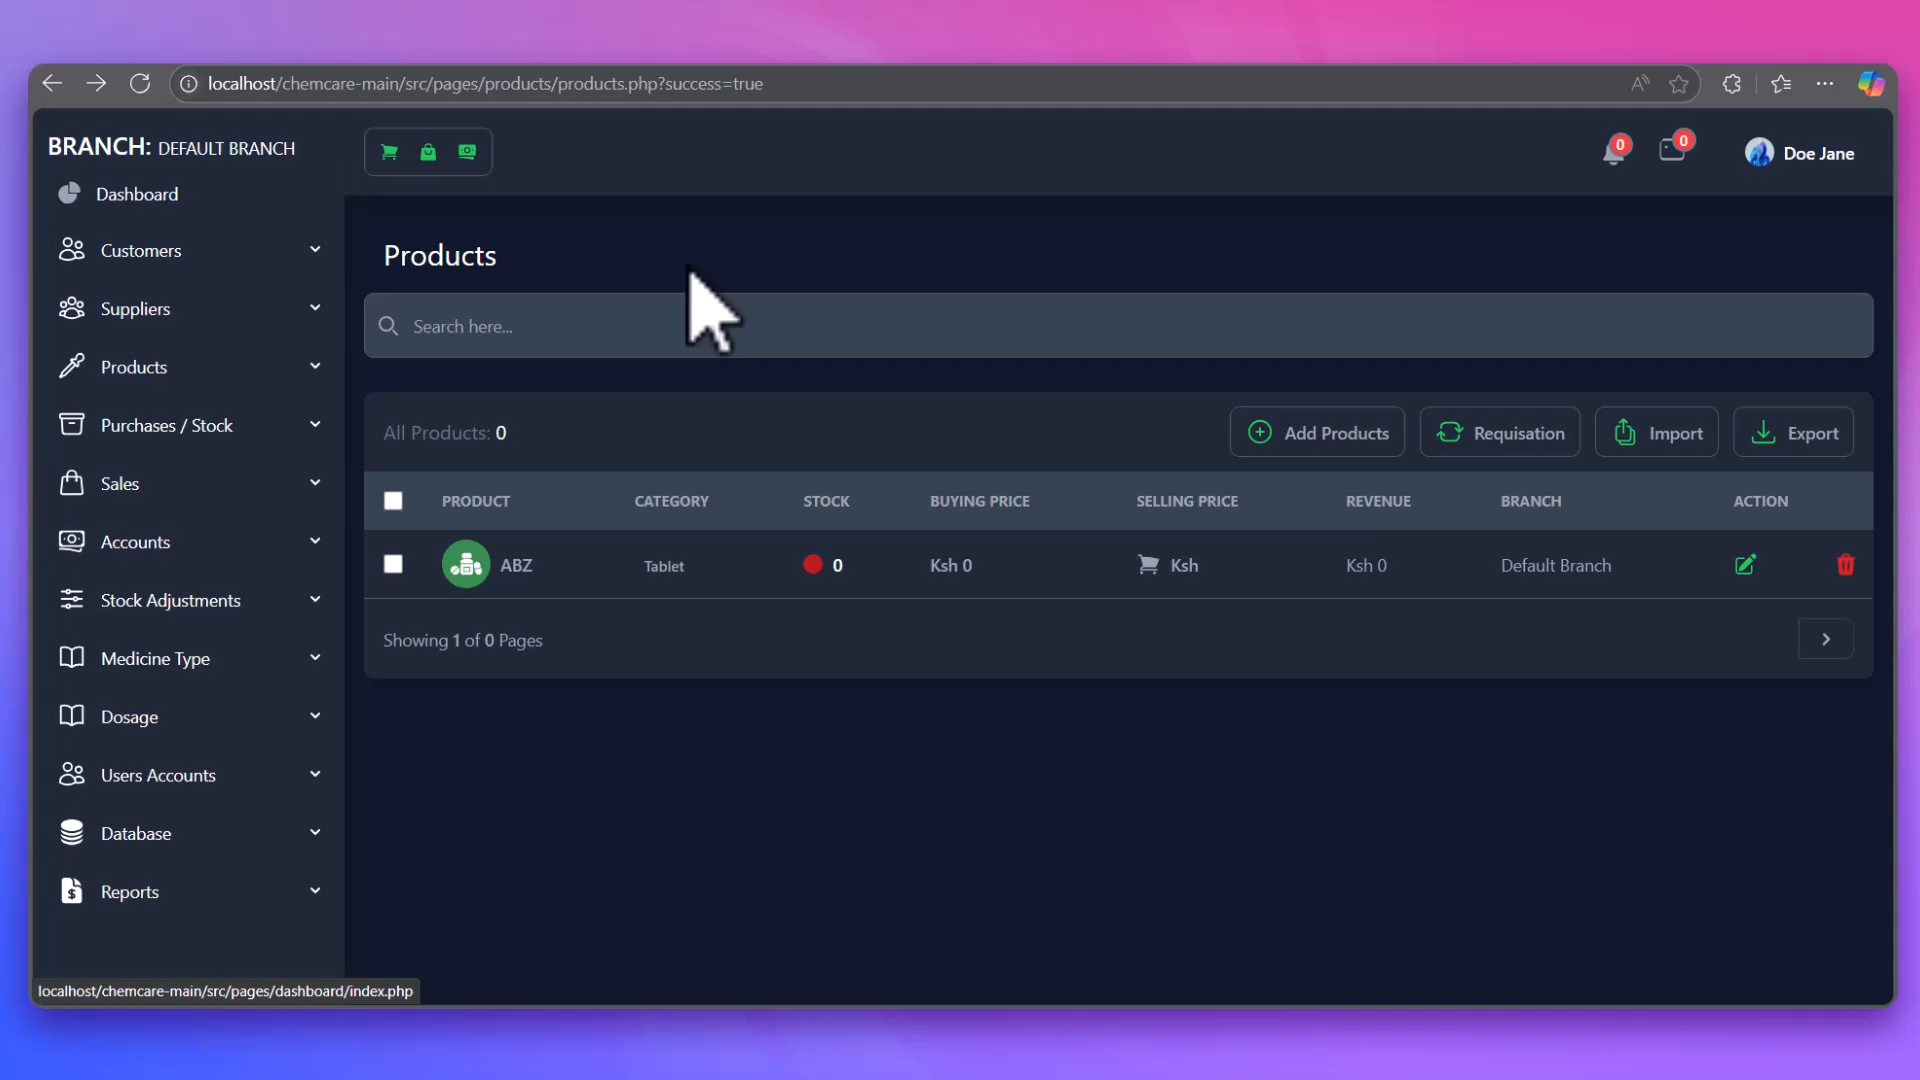 localhost/chemcare-main/src/pages/products/products.php?success=true
BRANCH: DEFAULT BRANCH
0
0
Doe Jane
Dashboard
Customers
Suppliers
Products
Purchases / Stock
Sales
Accounts
Stock Adjustments
Medicine Type
Dosage
Users Accounts
Database
Reports
Products
Search here...
All Products: 0
Add Products
Requisation
Import
Export
PRODUCT CATEGORY STOCK BUYING PRICE SELLING PRICE REVENUE BRANCH ACTION
ABZ Tablet 0 Ksh 0 Ksh Ksh 0 Default Branch
Showing 1 of 0 Pages
localhost/chemcare-main/src/pages/dashboard/index.php